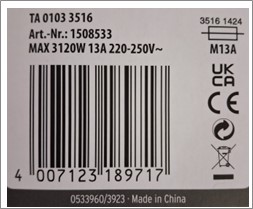 TA 0103 3516
Art.-Nr.: 1508533
MAX 3120W 13A 220-250V~
3516 1424
M13A
UK
CA
CE
4 007123 189717
0533960/3923 · Made in China